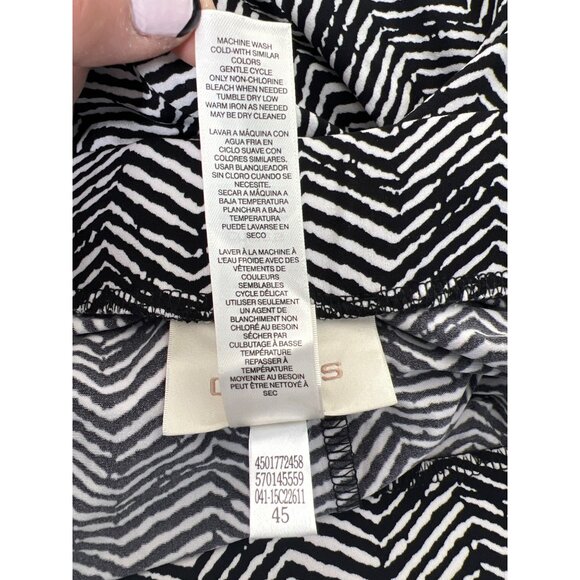 MACHINE WASH
COLD-WITH SIMILAR
COLORS
GENTLE CYCLE
ONLY NON-CHLORINE
BLEACH WHEN NEEDED
TUMBLE DRY LOW
WARM IRON AS NEEDED
MAY BE DRY CLEANED
LAVAR A MÁQUINA CON
AGUA FRIA EN
CICLO SUAVE CON
COLORES SIMILARES.
USAR BLANQUEADOR
SIN CLORO CUANDO SE
NECESITE.
SECAR A MÁQUINA A
BAJA TEMPERATURA
PLANCHAR A BAJA
TEMPERATURA
PUEDE LAVARSE EN
SECO
LAVER À LA MACHINE À
L'EAU FROIDE AVEC DES
VÊTEMENTS DE
COULEURS
SEMBLABLES
CYCLE DÉLICAT
UTILISER SEULEMENT
UN AGENT DE
BLANCHIMENT NON
CHLORÉ AU BESOIN
SÉCHER PAR
CULBUTAGE À BASSE
TEMPÉRATURE
REPASSER À
TEMPÉRATURE
MOYENNE AU BESOIN
PEUT ÊTRE NETTOYÉ À
SEC
4501772458
570145559
041-15C22611
45